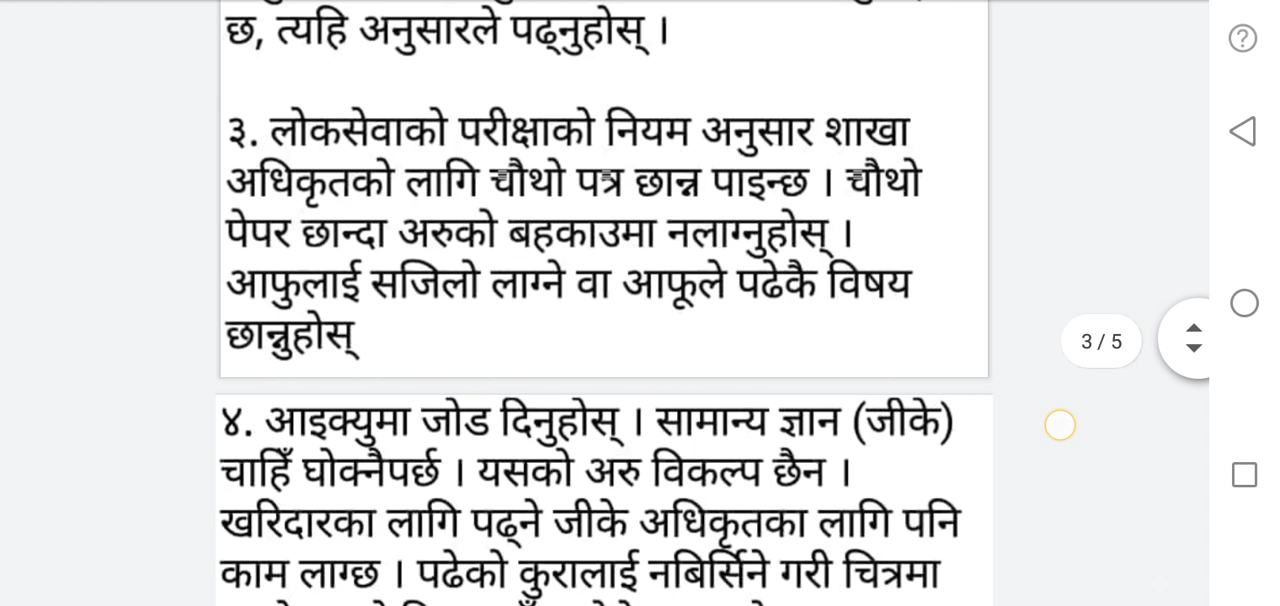 छ, त्यहि अनुसारले पढ्नुहोस् ।
३. लोकसेवाको परीक्षाको नियम अनुसार शाखा
अधिकृतको लागि चौथो पत्र छान्न पाइन्छ । चौथो
पेपर छान्दा अरुको बहकाउमा नलाग्नुहोस् ।
आफुलाई सजिलो लाग्ने वा आफूले पढेकै विषय
छान्नुहोस्
3 / 5
४. आइक्युमा जोड दिनुहोस् । सामान्य ज्ञान (जीके)
चाहिँ घोक्नैपर्छ । यसको अरु विकल्प छैन ।
खरिदारका लागि पढ्ने जीके अधिकृतका लागि पनि
काम लाग्छ । पढेको कुरालाई नबिर्सिने गरी चित्रमा